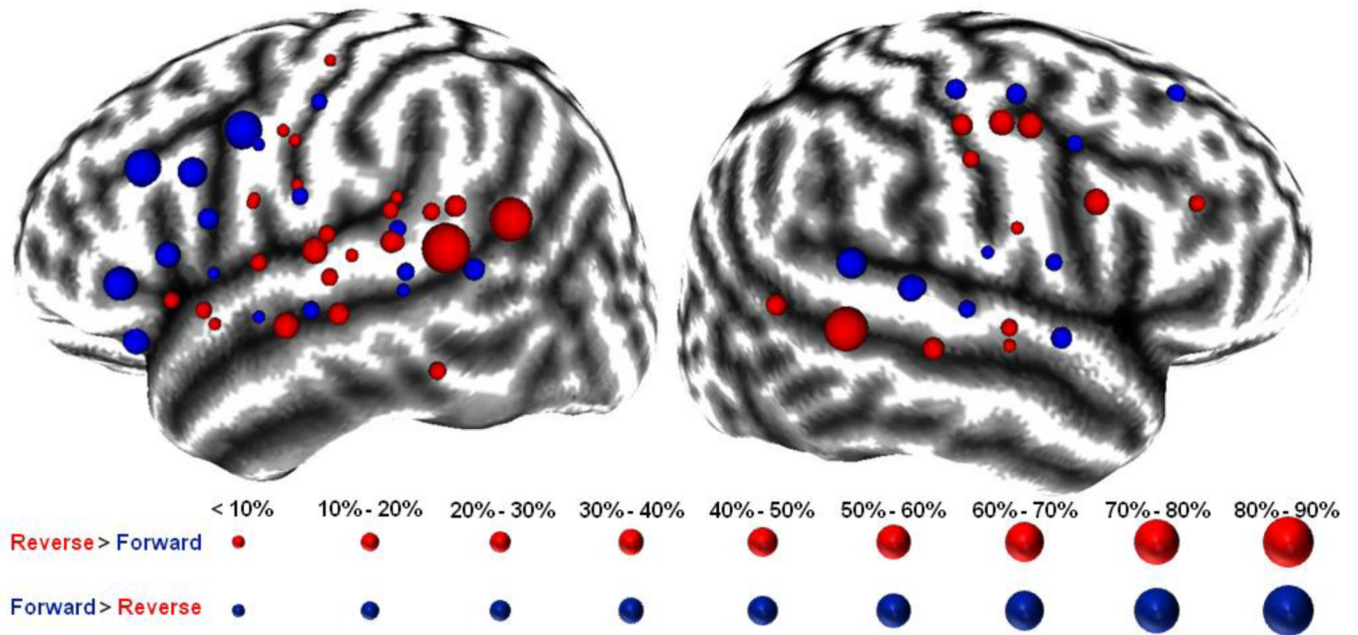 < 10% 10%- 20% 20%- 30% 30%- 40% 40%- 50% 50%- 60% 60%- 70% 70%- 80% 80%- 90%
Reverse > Forward
Forward > Reverse